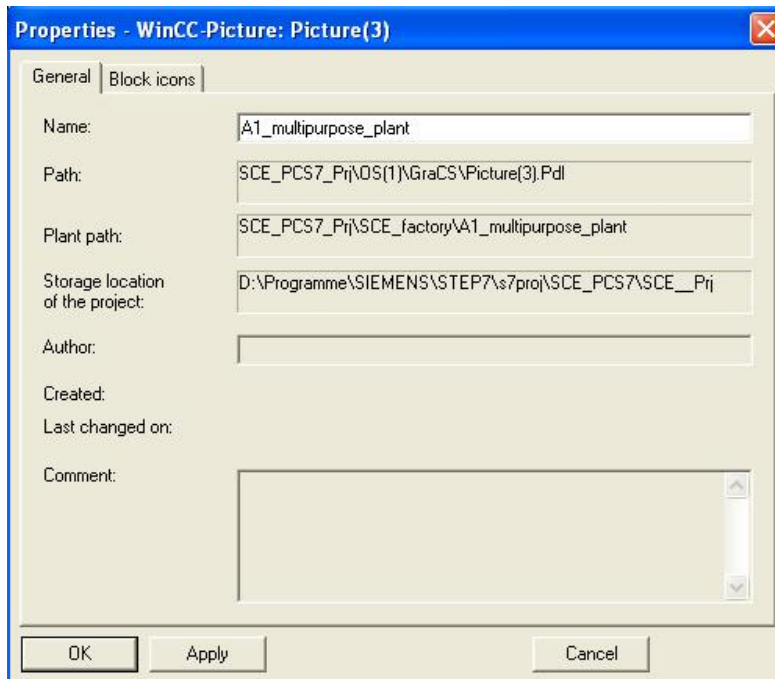 Properties - WinCC-Picture: Picture(3)
General
Block icons
Name:
A1_multipurpose_plant
Path:
SCE_PCS7_Prj\OS(1)\GraCS\Picture(3).Pdl
Plant path:
SCE_PCS7_Prj\SCE_factory\A1_multipurpose_plant
Storage location
of the project:
D:\Programme\SIEMENS\STEP7\s7proj\SCE_PCS7\SCE__Prj
Author:
Created:
Last changed on:
Comment:
OK
Apply
Cancel